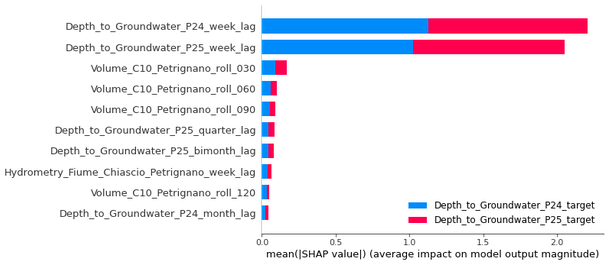 Depth_to_Groundwater_P24_week_lag
Depth_to_Groundwater_P25_week_lag
Volume_C10_Petrignano_roll_030
Volume_C10_Petrignano_roll_060
Volume_C10_Petrignano_roll_090
Depth_to_Groundwater_P25_quarter_lag
Depth_to_Groundwater_P25_bimonth_lag
Hydrometry_Fiume_Chiascio_Petrignano_week_lag
Volume_C10_Petrignano_roll_120
Depth_to_Groundwater_P24_month_lag
Depth_to_Groundwater_P24_target
Depth_to_Groundwater_P25_target
0.0 0.5 1.0 1.5 2.0
mean(|SHAP value|) (average impact on model output magnitude)